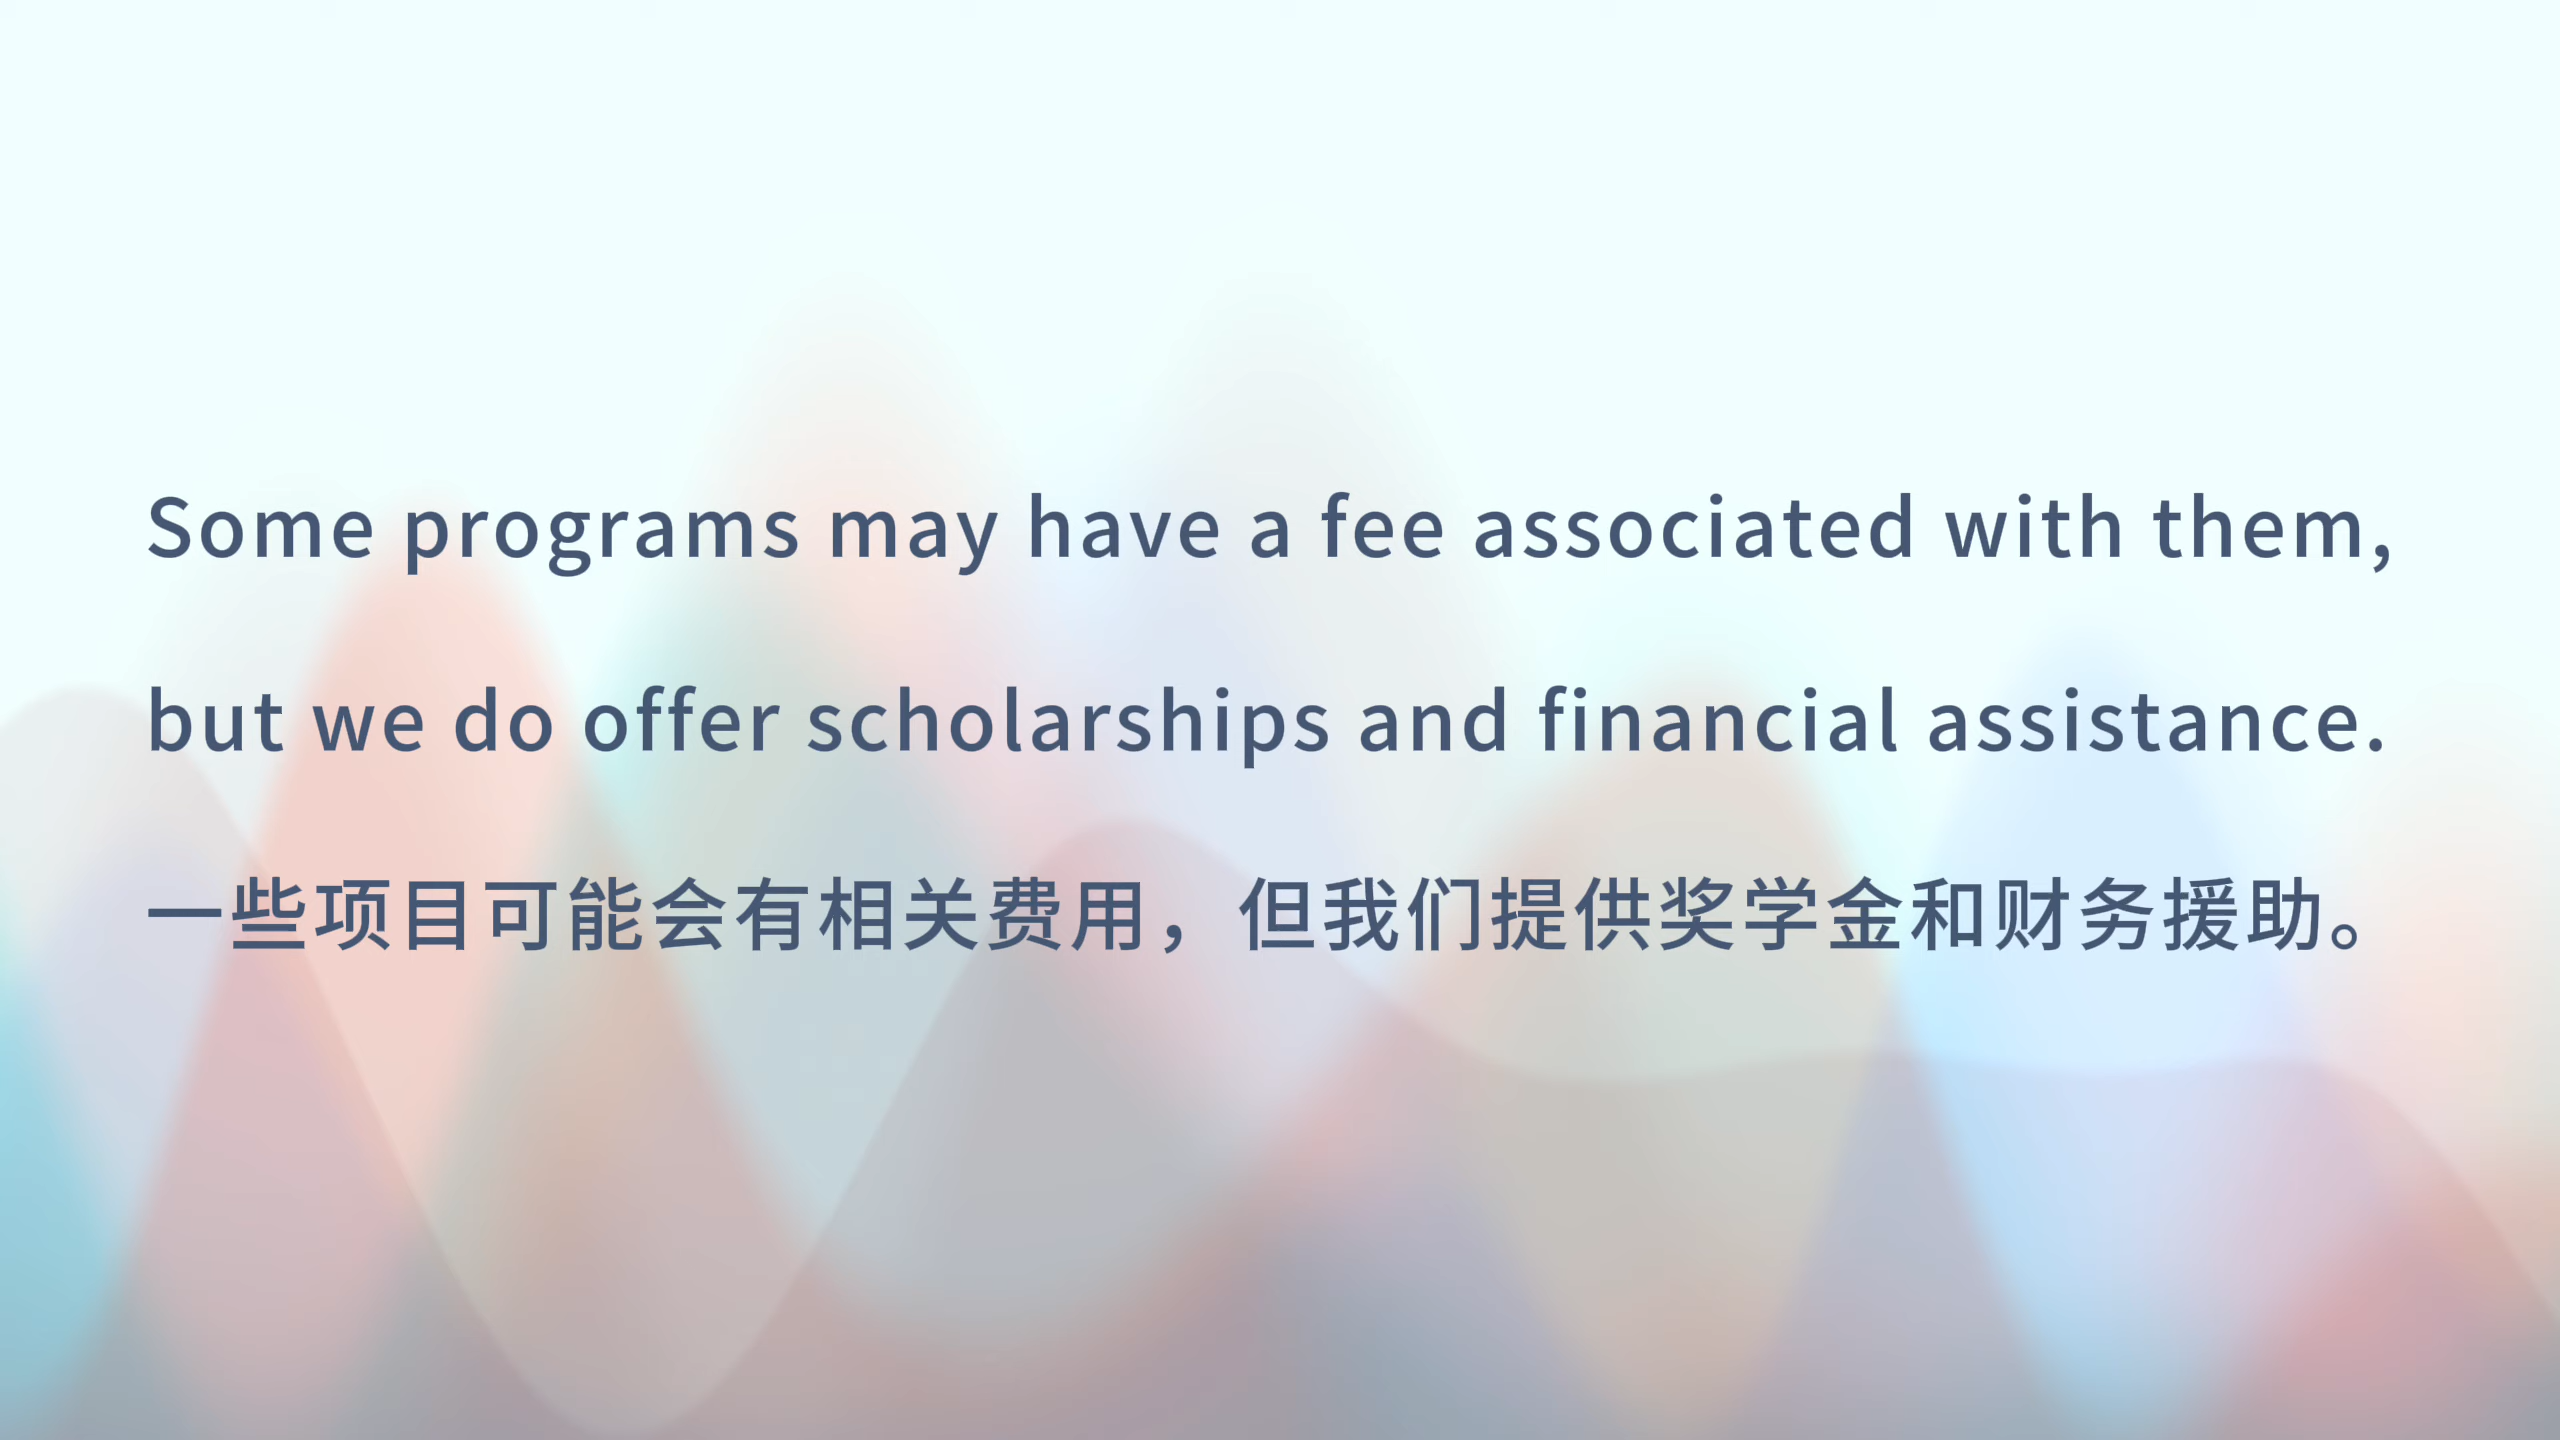 Some programs may have a fee associated with them,
but we do offer scholarships and financial assistance.
一些项目可能会有相关费用，但我们提供奖学金和财务援助。